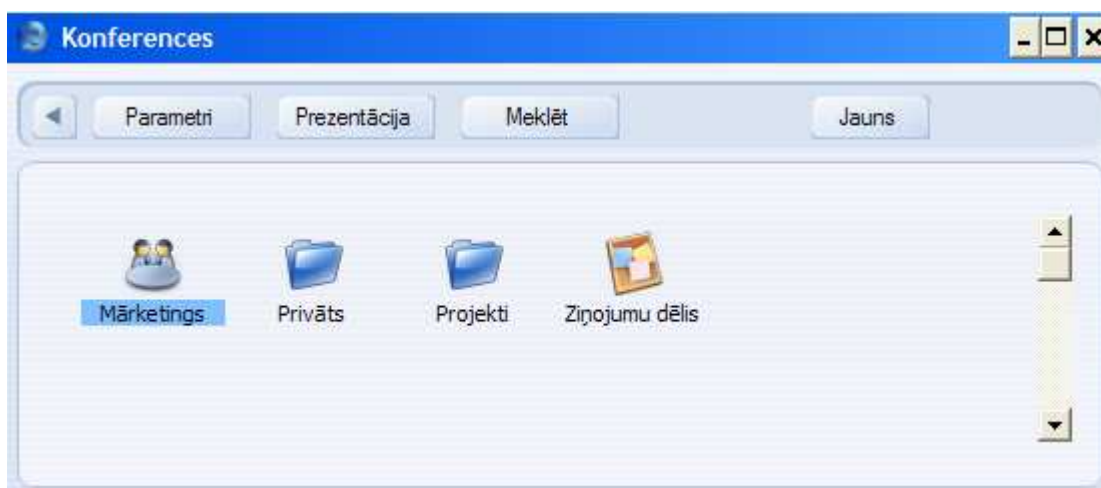 Konferences
Parametri Prezentācija Meklēt Jauns
Mārketings Privāts Projekti Ziņojumu dēlis